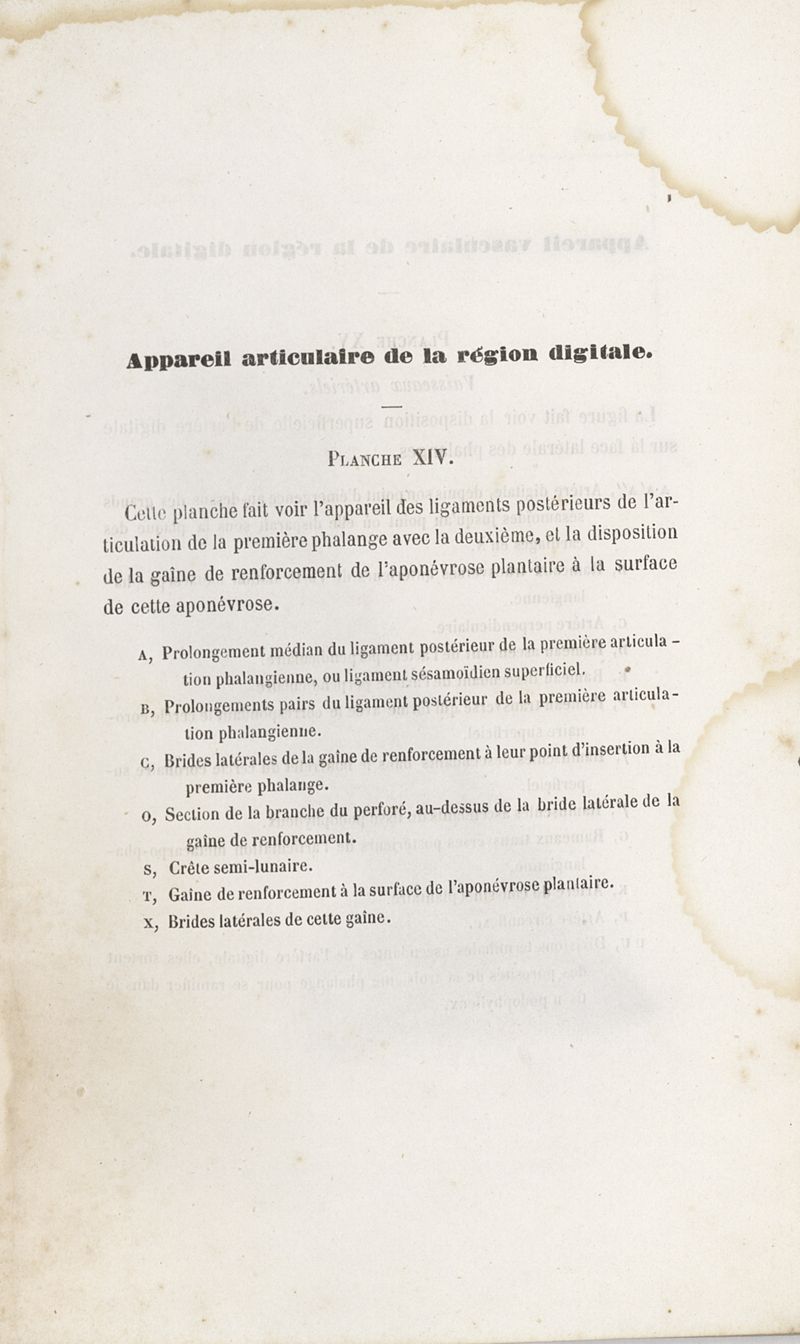 Appareil articulaire de la région digitale.
PLANCHE XIV.
Cette planche fait voir l'appareil des ligaments postérieurs de l'ar-
ticulation de la première phalange avec la deuxième, et la disposition
de la gaîne de renforcement de l'aponévrose plantaire à la surface
de cette aponévrose.
A, Prolongement médian du ligament postérieur de la première articula-
tion phalangienne, ou ligament sésamoïdien superficiel.
B, Prolongements pairs du ligament postérieur de la première articula-
tion phalangienne.
C, Brides latérales de la gaîne de renforcement à leur point d'insertion à la
première phalange.
O, Section de la branche du perforé, au-dessus de la bride latérale de la
gaîne de renforcement.
S, Crête semi-lunaire.
T, Gaîne de renforcement à la surface de l'aponévrose plantaire.
X, Brides latérales de cette gaîne.